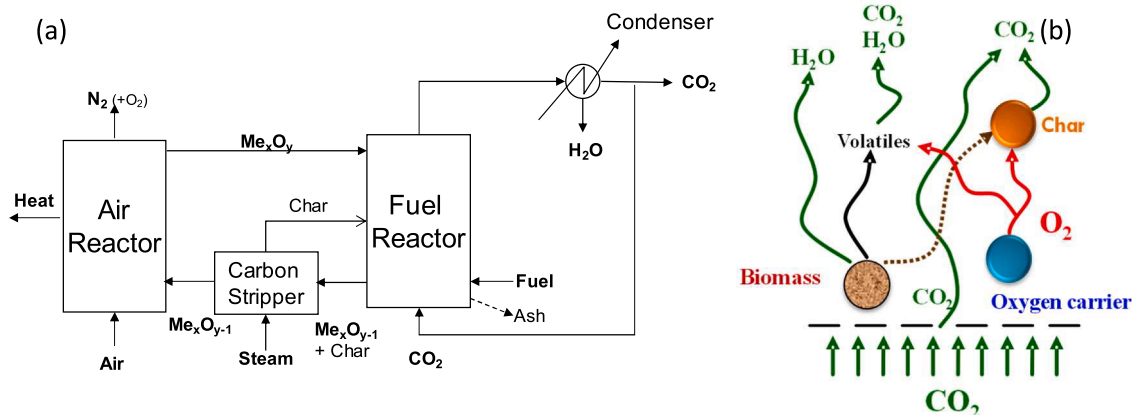 (a)
Condenser
CO2
H2O
N2 (+O2)
MexOy
Heat
Air
Reactor
Char
Fuel
Reactor
Carbon
Stripper
Fuel
Ash
MexOy-1
MexOy-1
+ Char
Air
Steam
CO2
(b)
H2O
CO2
H2O
CO2
Volatiles
Char
O2
Biomass
CO2
Oxygen carrier
CO2